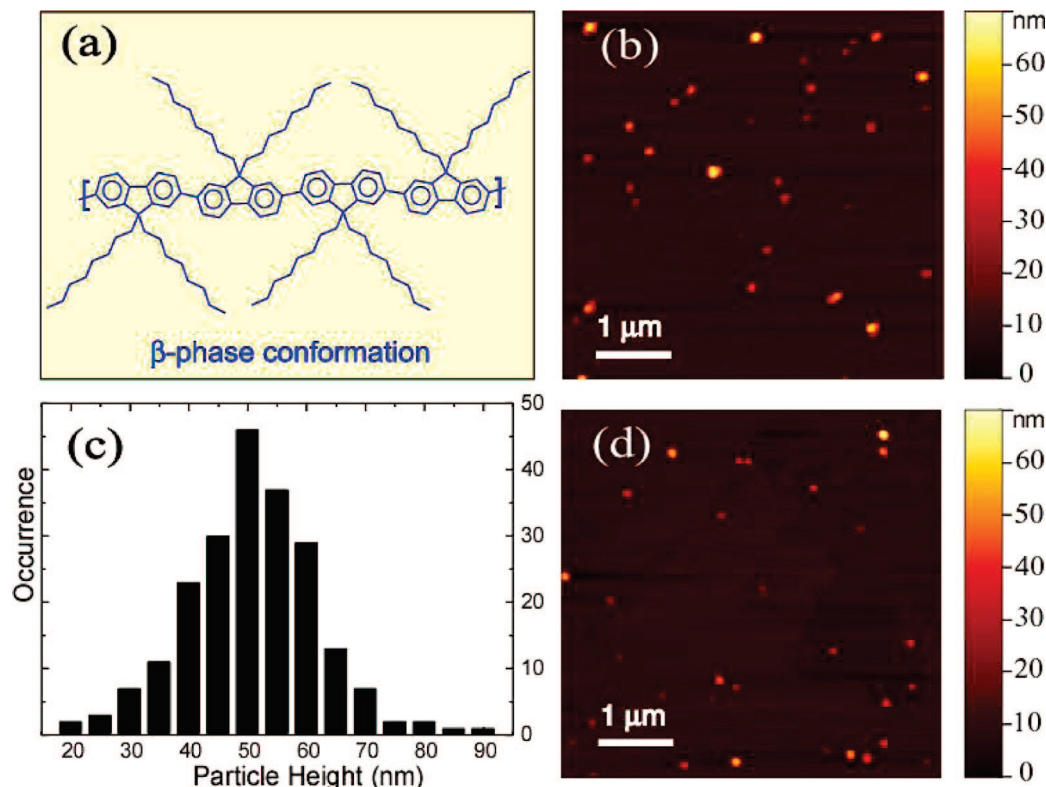 (a)
[ ]
β-phase conformation
(b)
1 μm
nm
60
50
40
30
20
10
0
(c)
Occurrence
50
40
30
20
10
0
20 30 40 50 60 70 80 90
Particle Height (nm)
(d)
1 μm
nm
60
50
40
30
20
10
0